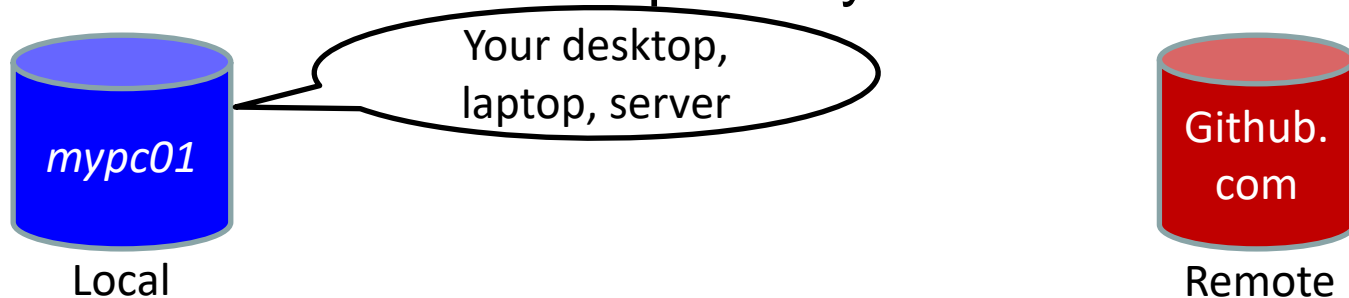 Your desktop,
laptop, server
mypc01
Local
Github.
com
Remote